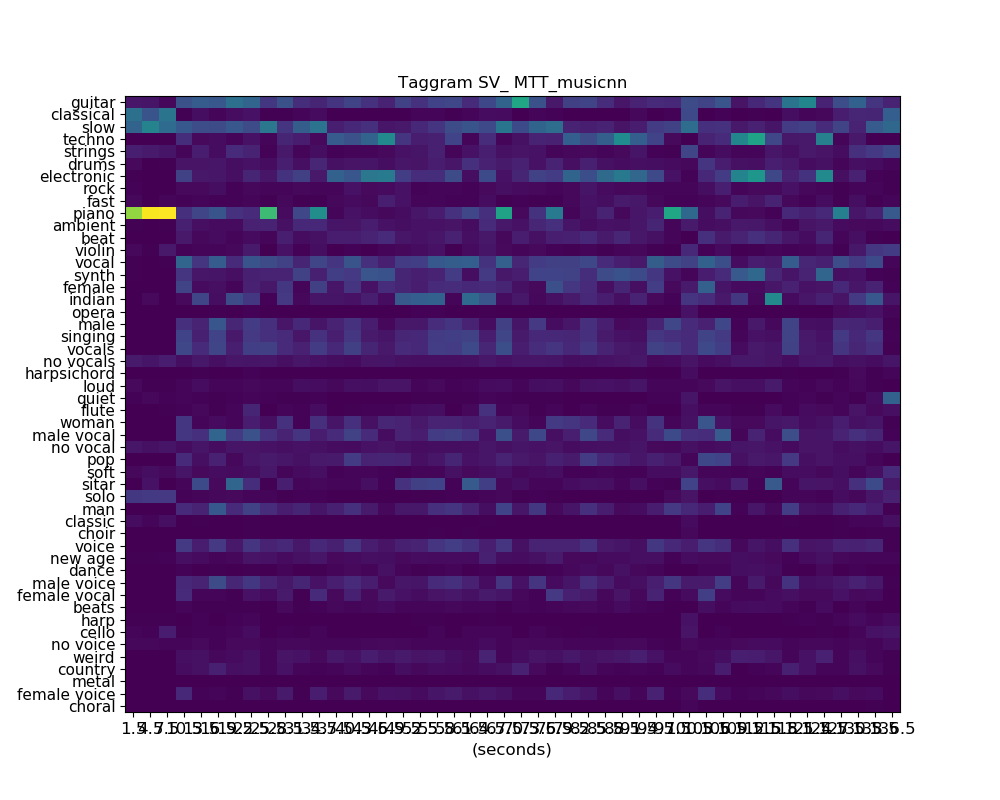 Taggram SV_ MTT_musicnn
guitar
classical
slow
techno
strings
drums
electronic
rock
fast
piano
ambient
beat
violin
vocal
synth
female
indian
opera
male
singing
vocals
no vocals
harpsichord
loud
quiet
flute
woman
male vocal
no vocal
pop
soft
sitar
solo
man
classic
choir
voice
new age
dance
male voice
female vocal
beats
harp
cello
no voice
weird
country
metal
female voice
choral
(seconds)